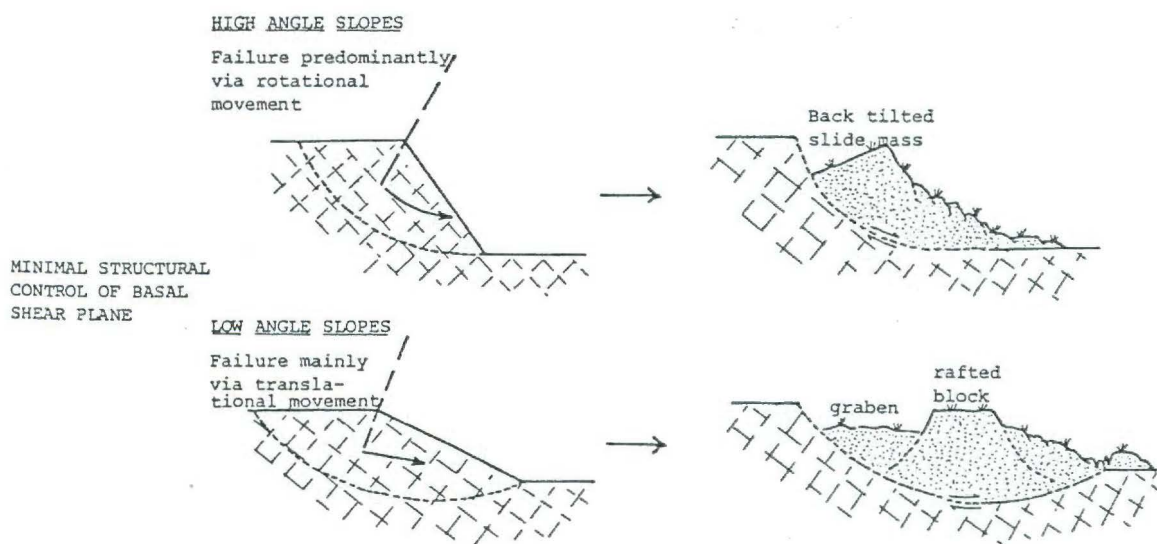 HIGH ANGLE SLOPES
Failure predominantly
via rotational
movement
Back tilted
slide mass
MINIMAL STRUCTURAL
CONTROL OF BASAL
SHEAR PLANE
LOW ANGLE SLOPES
Failure mainly
via transla-
tional movement
graben
rafted
block